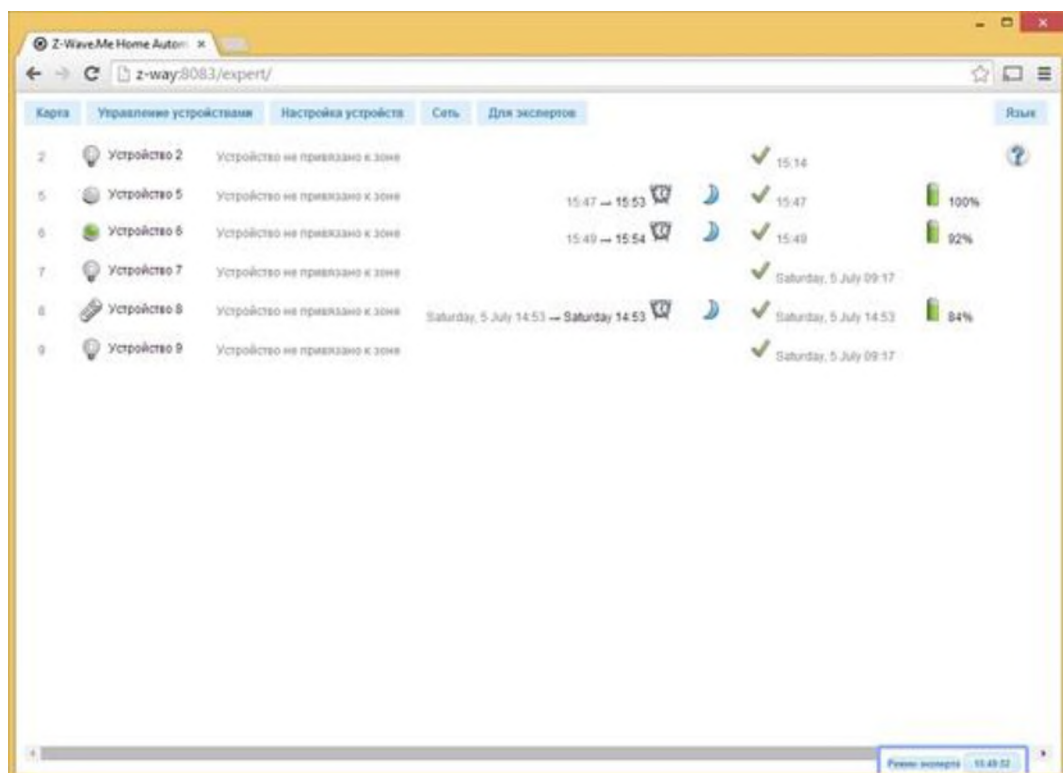 Z-Wave.Me Home Autom
z-way:8083/expert/
Карта Управление устройствами Настройка устройств Сеть Для экспертов Язык
2 Устройство 2 Устройство не привязано к зоне 15:14
5 Устройство 5 Устройство не привязано к зоне 15:47 → 15:53 15:47 100%
6 Устройство 6 Устройство не привязано к зоне 15:49 → 15:54 15:49 92%
7 Устройство 7 Устройство не привязано к зоне Saturday, 5 July 09:17
8 Устройство 8 Устройство не привязано к зоне Saturday, 5 July 14:53 → Saturday 14:53 Saturday, 5 July 14:53 84%
9 Устройство 9 Устройство не привязано к зоне Saturday, 5 July 09:17
Режим эксперта 15:49:52